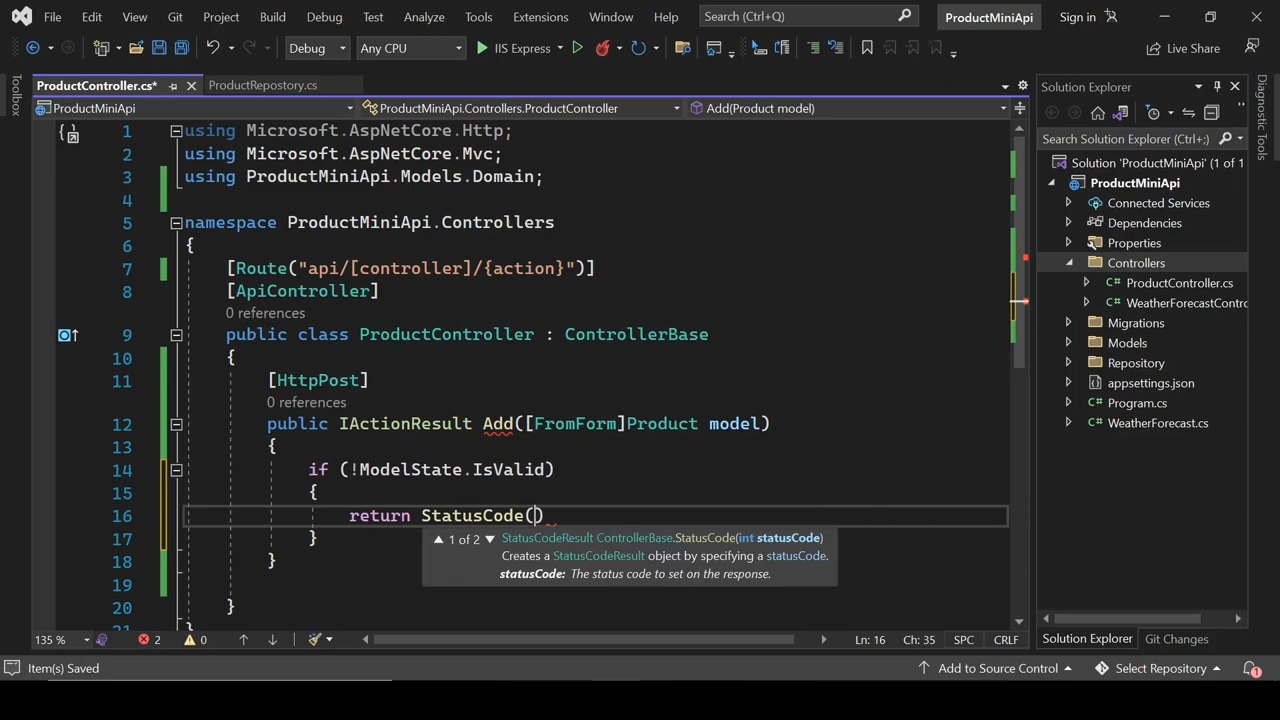 File Edit View Git Project Build Debug Test Analyze Tools Extensions Window Help Search (Ctrl+Q) ProductMiniApi Sign in
Debug Any CPU IIS Express Live Share
ProductController.cs* ProductRepostory.cs
ProductMiniApi ProductMiniApi.Controllers.ProductController Add(Product model)
1 using Microsoft.AspNetCore.Http;
2 using Microsoft.AspNetCore.Mvc;
3 using ProductMiniApi.Models.Domain;
4
5 namespace ProductMiniApi.Controllers
6 {
7 [Route("api/[controller]/{action}")]
8 [ApiController]
0 references
9 public class ProductController : ControllerBase
10 {
11 [HttpPost]
0 references
12 public IActionResult Add([FromForm]Product model)
13 {
14 if (!ModelState.IsValid)
15 {
16 return StatusCode()
17 }
18 }
19
20 }
21 }
▲ 1 of 2 ▼ StatusCodeResult ControllerBase.StatusCode(int statusCode)
Creates a StatusCodeResult object by specifying a statusCode.
statusCode: The status code to set on the response.
135 % 2 0 Ln: 16 Ch: 35 SPC CRLF
Item(s) Saved Add to Source Control Select Repository 1
Toolbox
Solution Explorer
Search Solution Explorer (Ctrl+;)
Solution 'ProductMiniApi' (1 of 1
ProductMiniApi
Connected Services
Dependencies
Properties
Controllers
ProductController.cs
WeatherForecastContro
Migrations
Models
Repository
appsettings.json
Program.cs
WeatherForecast.cs
Solution Explorer Git Changes
Diagnostic Tools